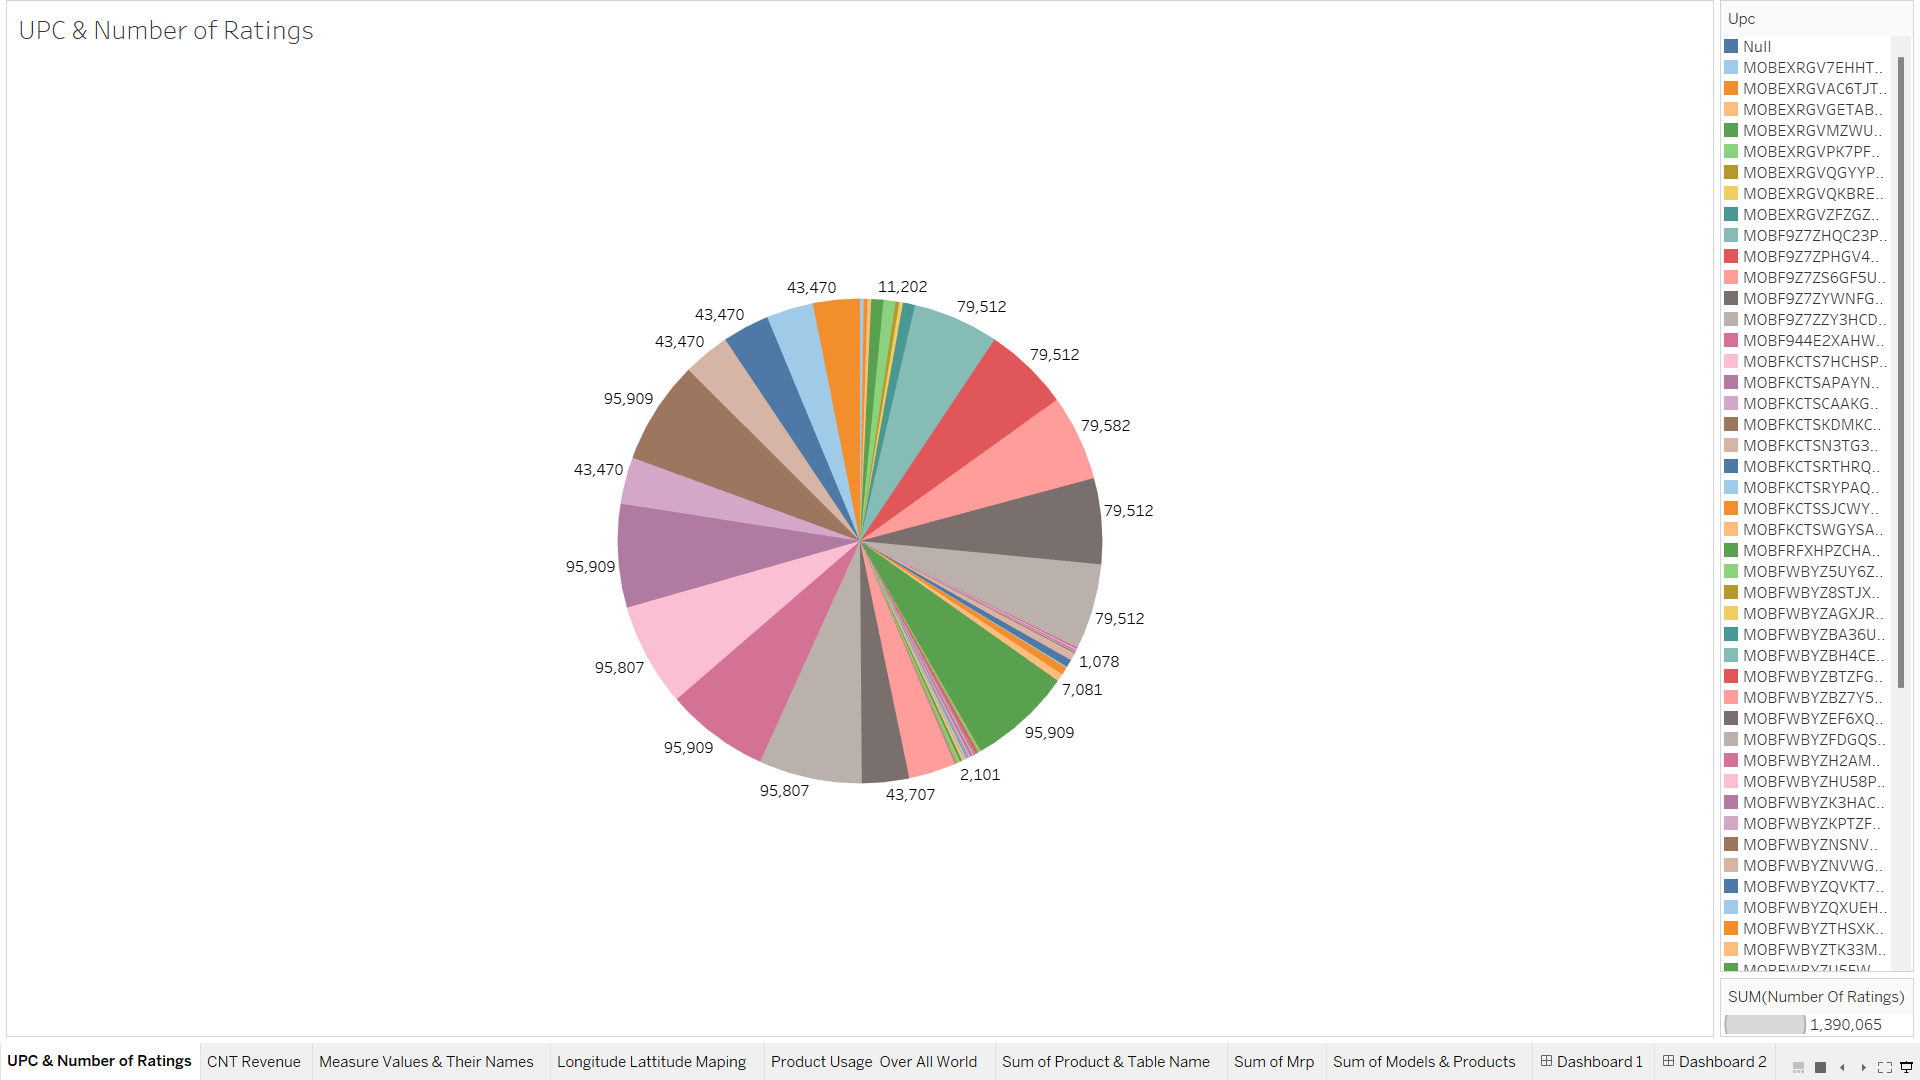 UPC & Number of Ratings
43,470
11,202
79,512
43,470
43,470
79,512
95,909
79,582
43,470
79,512
95,909
79,512
95,807
1,078
7,081
95,909
95,909
2,101
95,807
43,707
Upc
Null
MOBEXRGV7EHHT..
MOBEXRGVAC6TJT..
MOBEXRGVGETAB..
MOBEXRGVMZWU..
MOBEXRGVPK7PF..
MOBEXRGVQGYYP..
MOBEXRGVQKBRE..
MOBEXRGVZFZGZ..
MOBF9Z7ZHQC23P..
MOBF9Z7ZPHGV4..
MOBF9Z7ZS6GF5U..
MOBF9Z7ZYWNFG..
MOBF9Z7ZZY3HCD..
MOBF944E2XAHW..
MOBFKCTS7HCHSP..
MOBFKCTSAPAYN..
MOBFKCTSCAAKG..
MOBFKCTSKDMKC..
MOBFKCTSN3TG3..
MOBFKCTSRTHRQ..
MOBFKCTSRYPAQ..
MOBFKCTSSJCWY..
MOBFKCTSWGYSA..
MOBFRFXHPZCHA..
MOBFWBYZ5UY6Z..
MOBFWBYZ8STJX..
MOBFWBYZAGXJR..
MOBFWBYZBA36U..
MOBFWBYZBH4CE..
MOBFWBYZBTZFG..
MOBFWBYZBZ7Y5..
MOBFWBYZEF6XQ..
MOBFWBYZFDGQS..
MOBFWBYZH2AM..
MOBFWBYZHU58P..
MOBFWBYZK3HAC..
MOBFWBYZKPTZF..
MOBFWBYZNSNV..
MOBFWBYZNVWG..
MOBFWBYZQVKT7..
MOBFWBYZQXUEH..
MOBFWBYZTHSXK..
MOBFWBYZTK33M..
SUM(Number Of Ratings)
1,390,065
UPC & Number of Ratings CNT Revenue Measure Values & Their Names Longitude Lattitude Maping Product Usage Over All World Sum of Product & Table Name Sum of Mrp Sum of Models & Products Dashboard 1 Dashboard 2